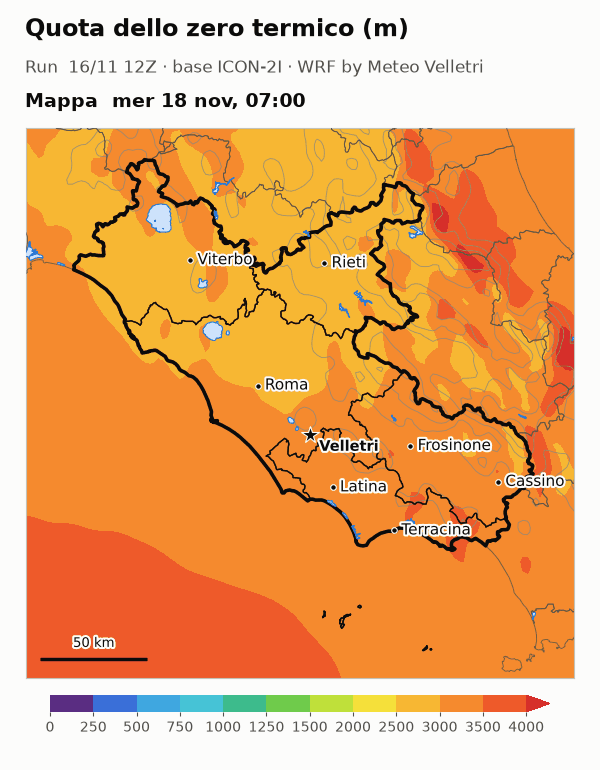 Quota dello zero termico (m)
Run  16/11 12Z · base ICON-2I · WRF by Meteo Velletri
Mappa  mer 18 nov, 07:00
Viterbo
Rieti
Roma
Velletri
Frosinone
Latina
Cassino
Terracina
50 km
0 250 500 750 1000 1250 1500 2000 2500 3000 3500 4000